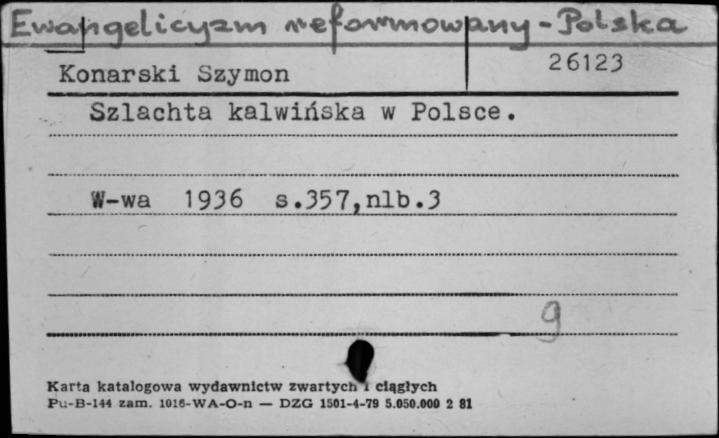 Ewangelicyzm reformowany - Polska
Konarski Szymon 26123
Szlachta kalwińska w Polsce.
W-wa 1936 s.357,nlb.3
9
Karta katalogowa wydawnictw zwartych i ciągłych
Pu-B-144 zam. 1016-WA-O-n — DZG 1501-4-79 5.050.000 2 81